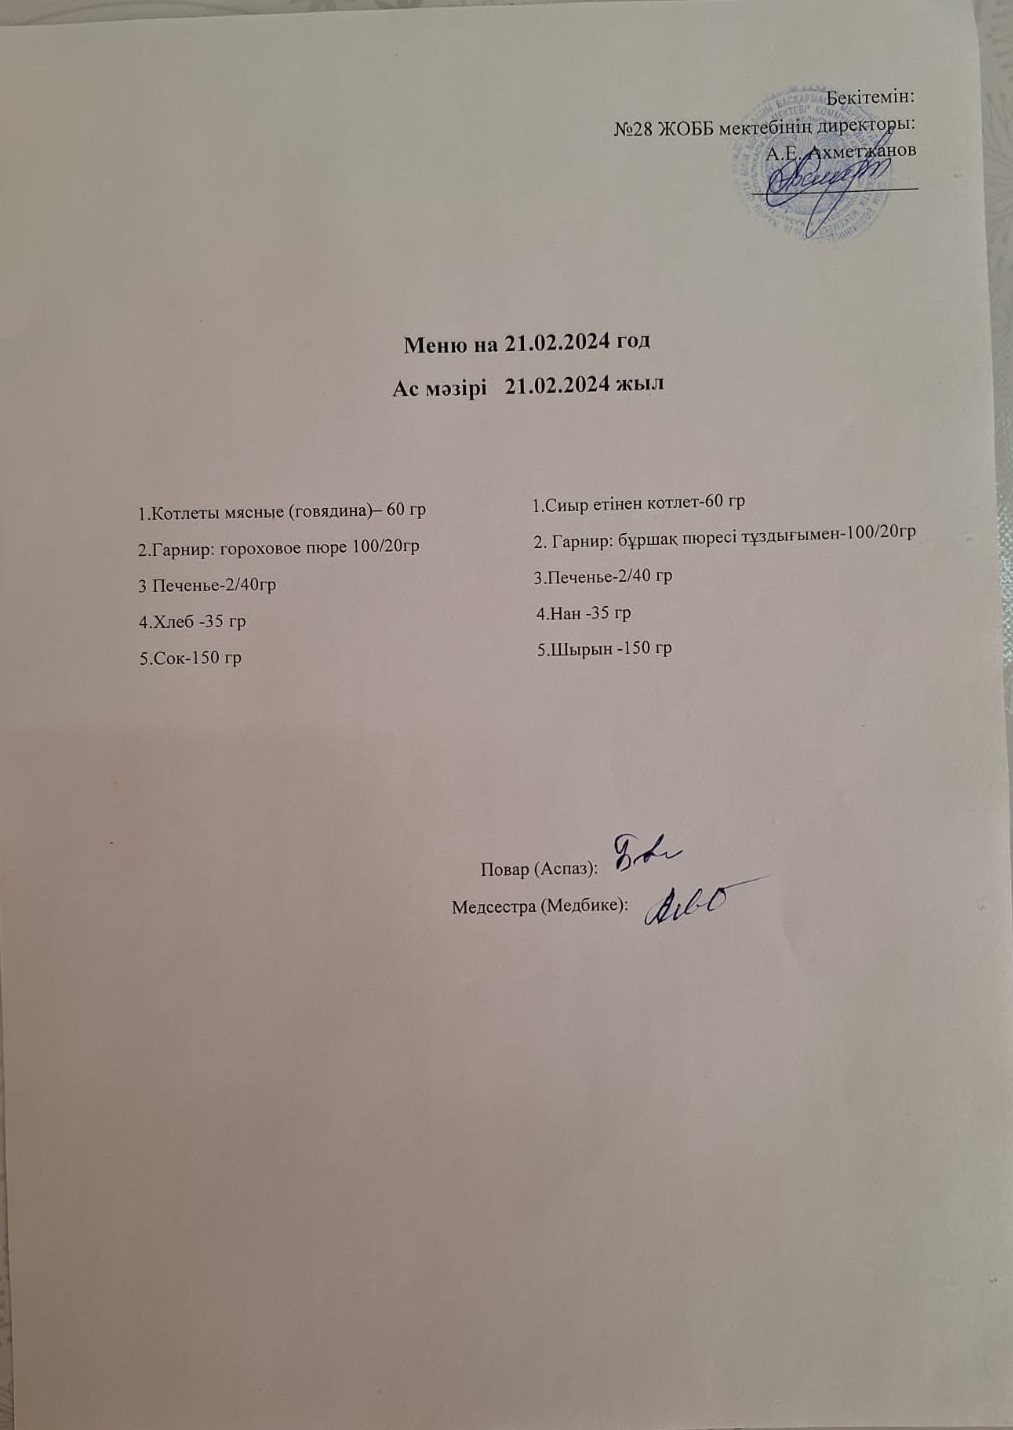 Бекітемін:
№28 ЖОББ мектебінің директоры:
А.Е. Ахметжанов
Меню на 21.02.2024 год
Ас мәзірі 21.02.2024 жыл
1.Котлеты мясные (говядина)– 60 гр
2.Гарнир: гороховое пюре 100/20гр
3 Печенье-2/40гр
4.Хлеб -35 гр
5.Сок-150 гр
1.Сиыр етінен котлет-60 гр
2. Гарнир: бұршақ пюресі тұздығымен-100/20гр
3.Печенье-2/40 гр
4.Нан -35 гр
5.Шырын -150 гр
Повар (Аспаз):
Медсестра (Медбике):